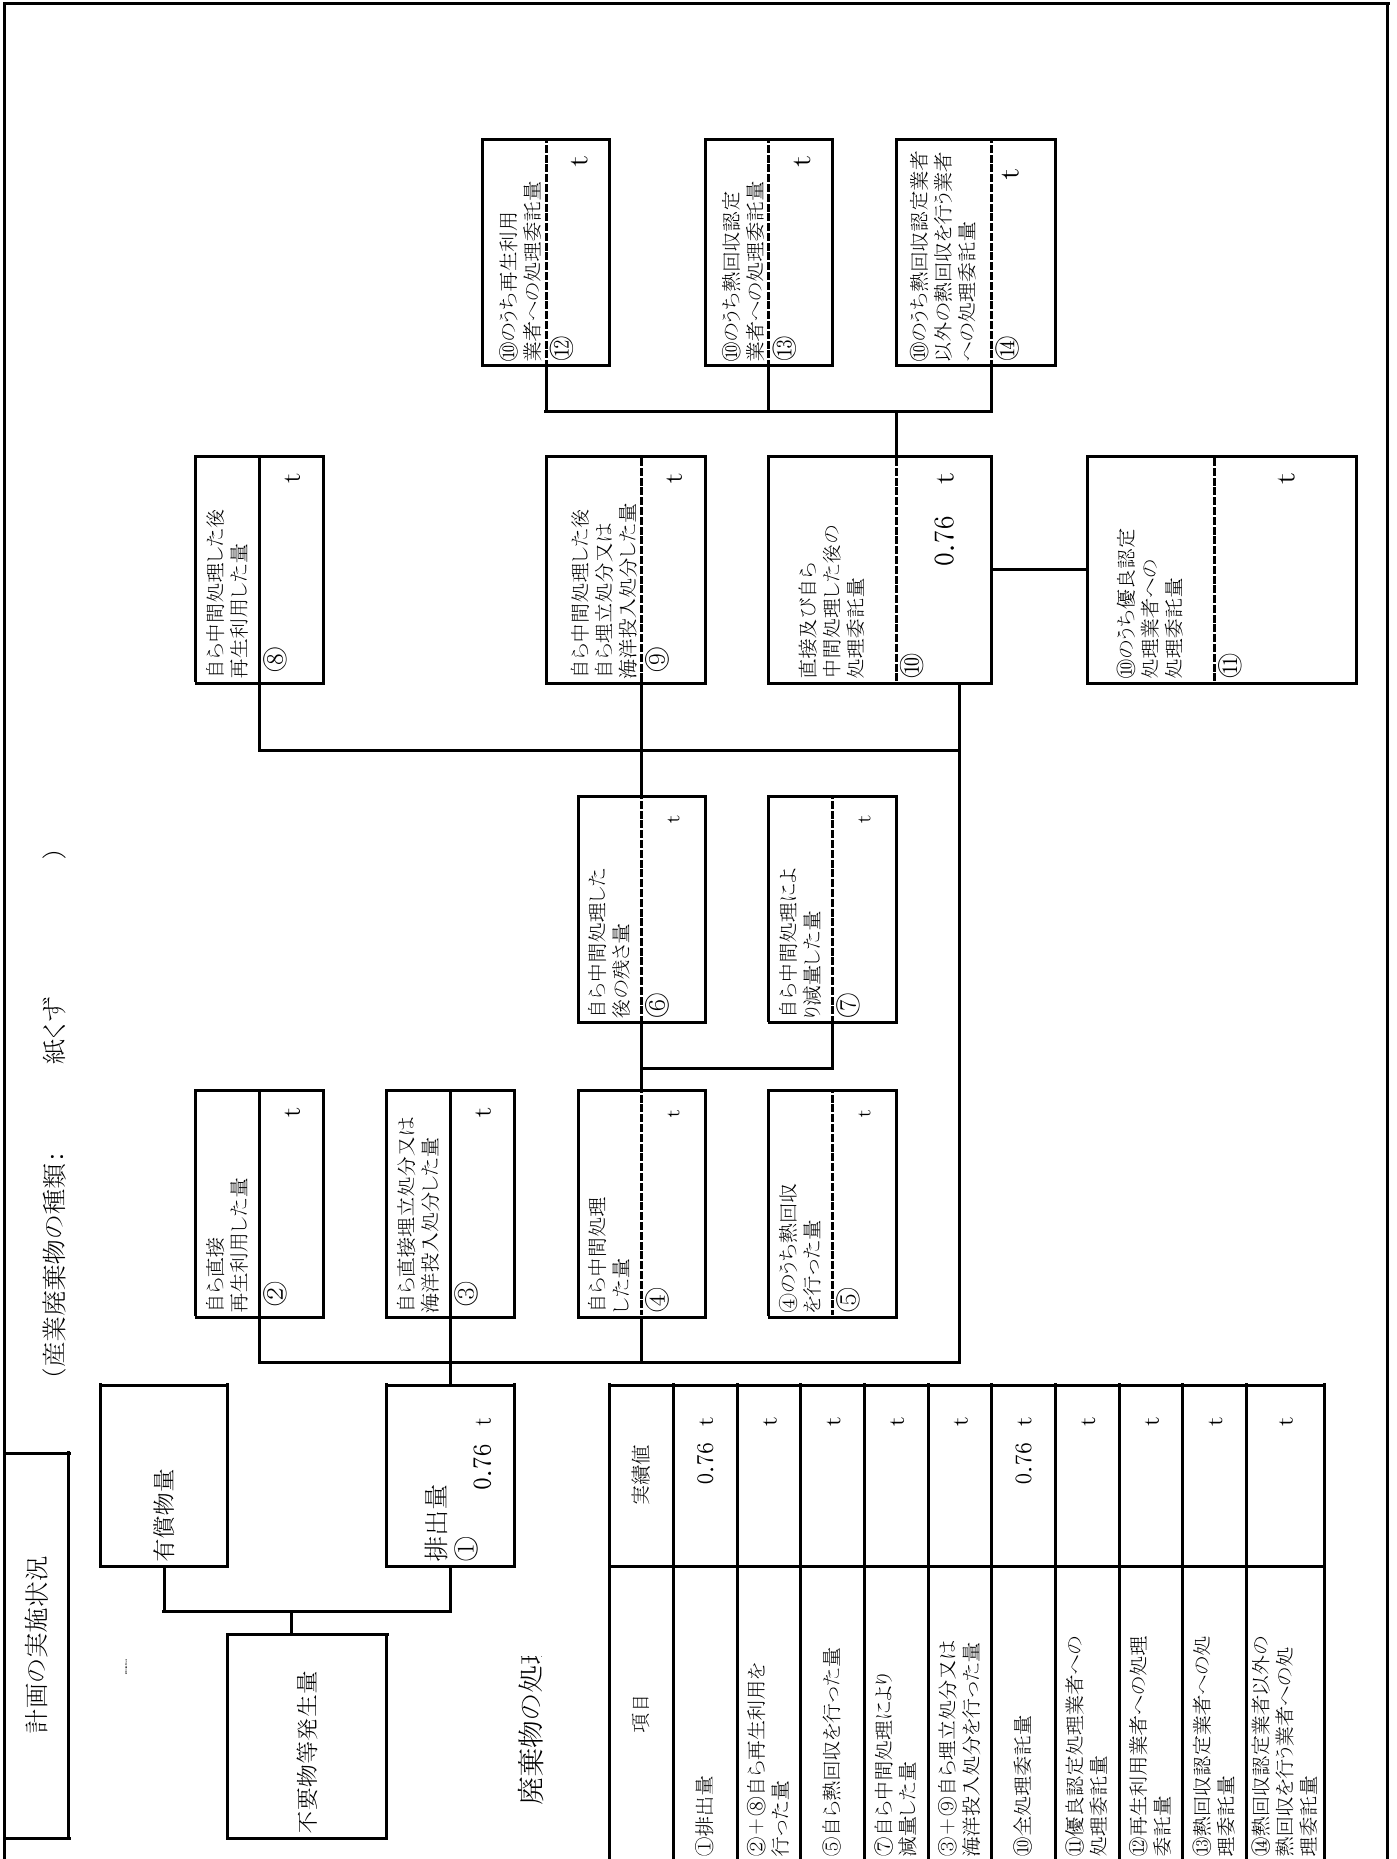 計画の実施状況
（産業廃棄物の種類：　紙くず　）
有償物量
不要物等発生量
排出量
①
0.76 t
自ら直接
再生利用した量
②
t
自ら直接埋立処分又は
海洋投入処分した量
③
t
自ら中間処理
した量
④
t
④のうち熱回収
を行った量
⑤
t
自ら中間処理した
後の残さ量
⑥
t
自ら中間処理によ
り減量した量
⑦
t
自ら中間処理した後
再生利用した量
⑧
t
自ら中間処理した後
自ら埋立処分又は
海洋投入処分した量
⑨
t
直接及び自ら
中間処理した後の
処理委託量
⑩
0.76 t
⑩のうち優良認定
処理業者への
処理委託量
⑪
t
⑩のうち再生利用
業者への処理委託量
⑫
t
⑩のうち熱回収認定
業者への処理委託量
⑬
t
⑩のうち熱回収認定業者
以外の熱回収を行う業者
への処理委託量
⑭
t
廃棄物の処
項目 実績値
①排出量 0.76 t
②＋⑧自ら再生利用を
行った量 t
⑤自ら熱回収を行った量 t
⑦自ら中間処理により
減量した量 t
③＋⑨自ら埋立処分又は
海洋投入処分を行った量 t
⑩全処理委託量 0.76 t
⑪優良認定処理業者への
処理委託量 t
⑫再生利用業者への処理
委託量 t
⑬熱回収認定業者への処
理委託量 t
⑭熱回収認定業者以外の
熱回収を行う業者への処
理委託量 t